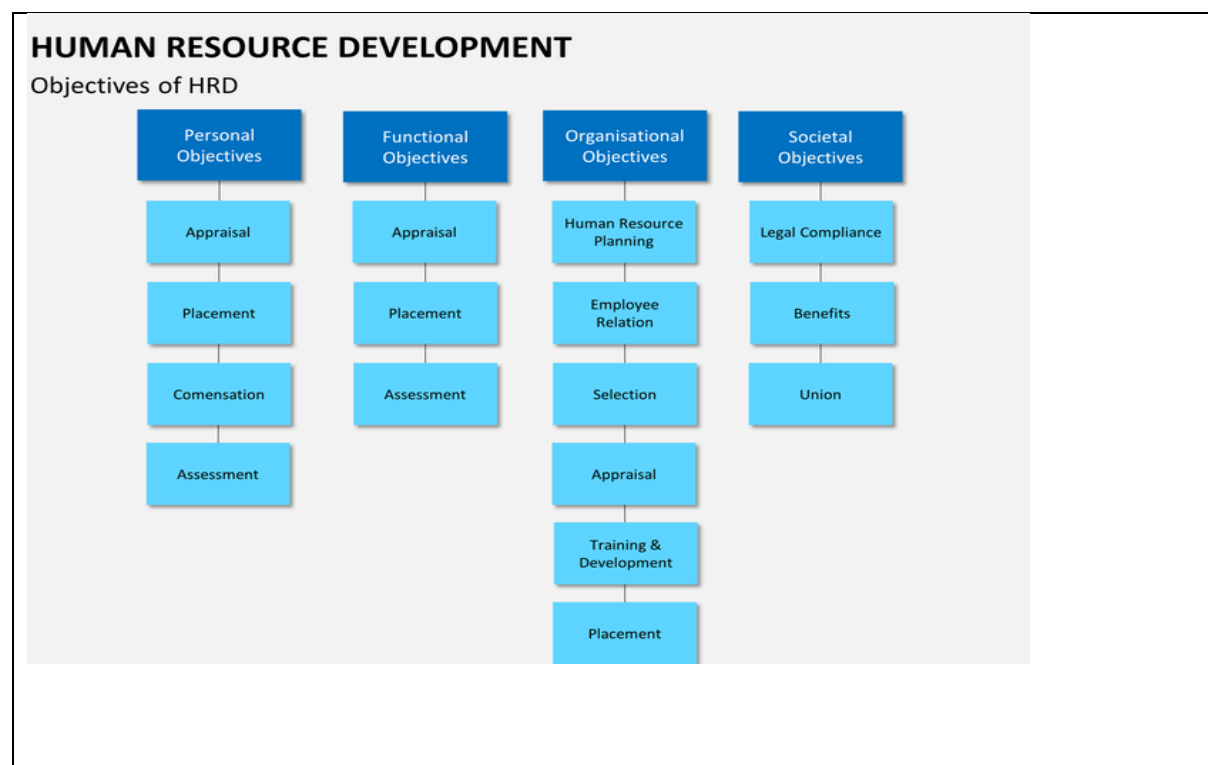 HUMAN RESOURCE DEVELOPMENT
Objectives of HRD
Personal
Objectives
Appraisal
Placement
Comensation
Assessment
Functional
Objectives
Appraisal
Placement
Assessment
Organisational
Objectives
Human Resource
Planning
Employee
Relation
Selection
Appraisal
Training &
Development
Placement
Societal
Objectives
Legal Compliance
Benefits
Union